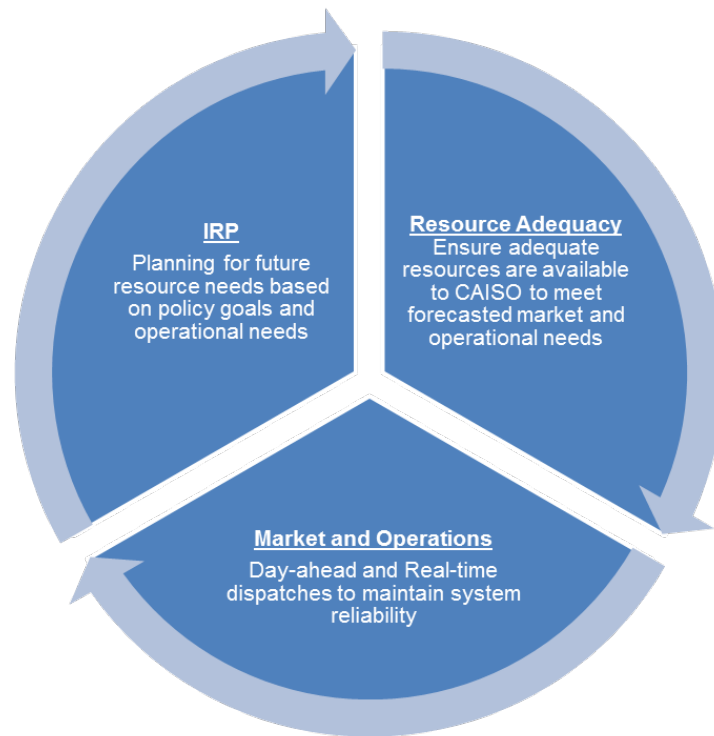 IRP
Planning for future
resource needs based
on policy goals and
operational needs
Resource Adequacy
Ensure adequate
resources are available
to CAISO to meet
forecasted market and
operational needs
Market and Operations
Day-ahead and Real-time
dispatches to maintain system
reliability